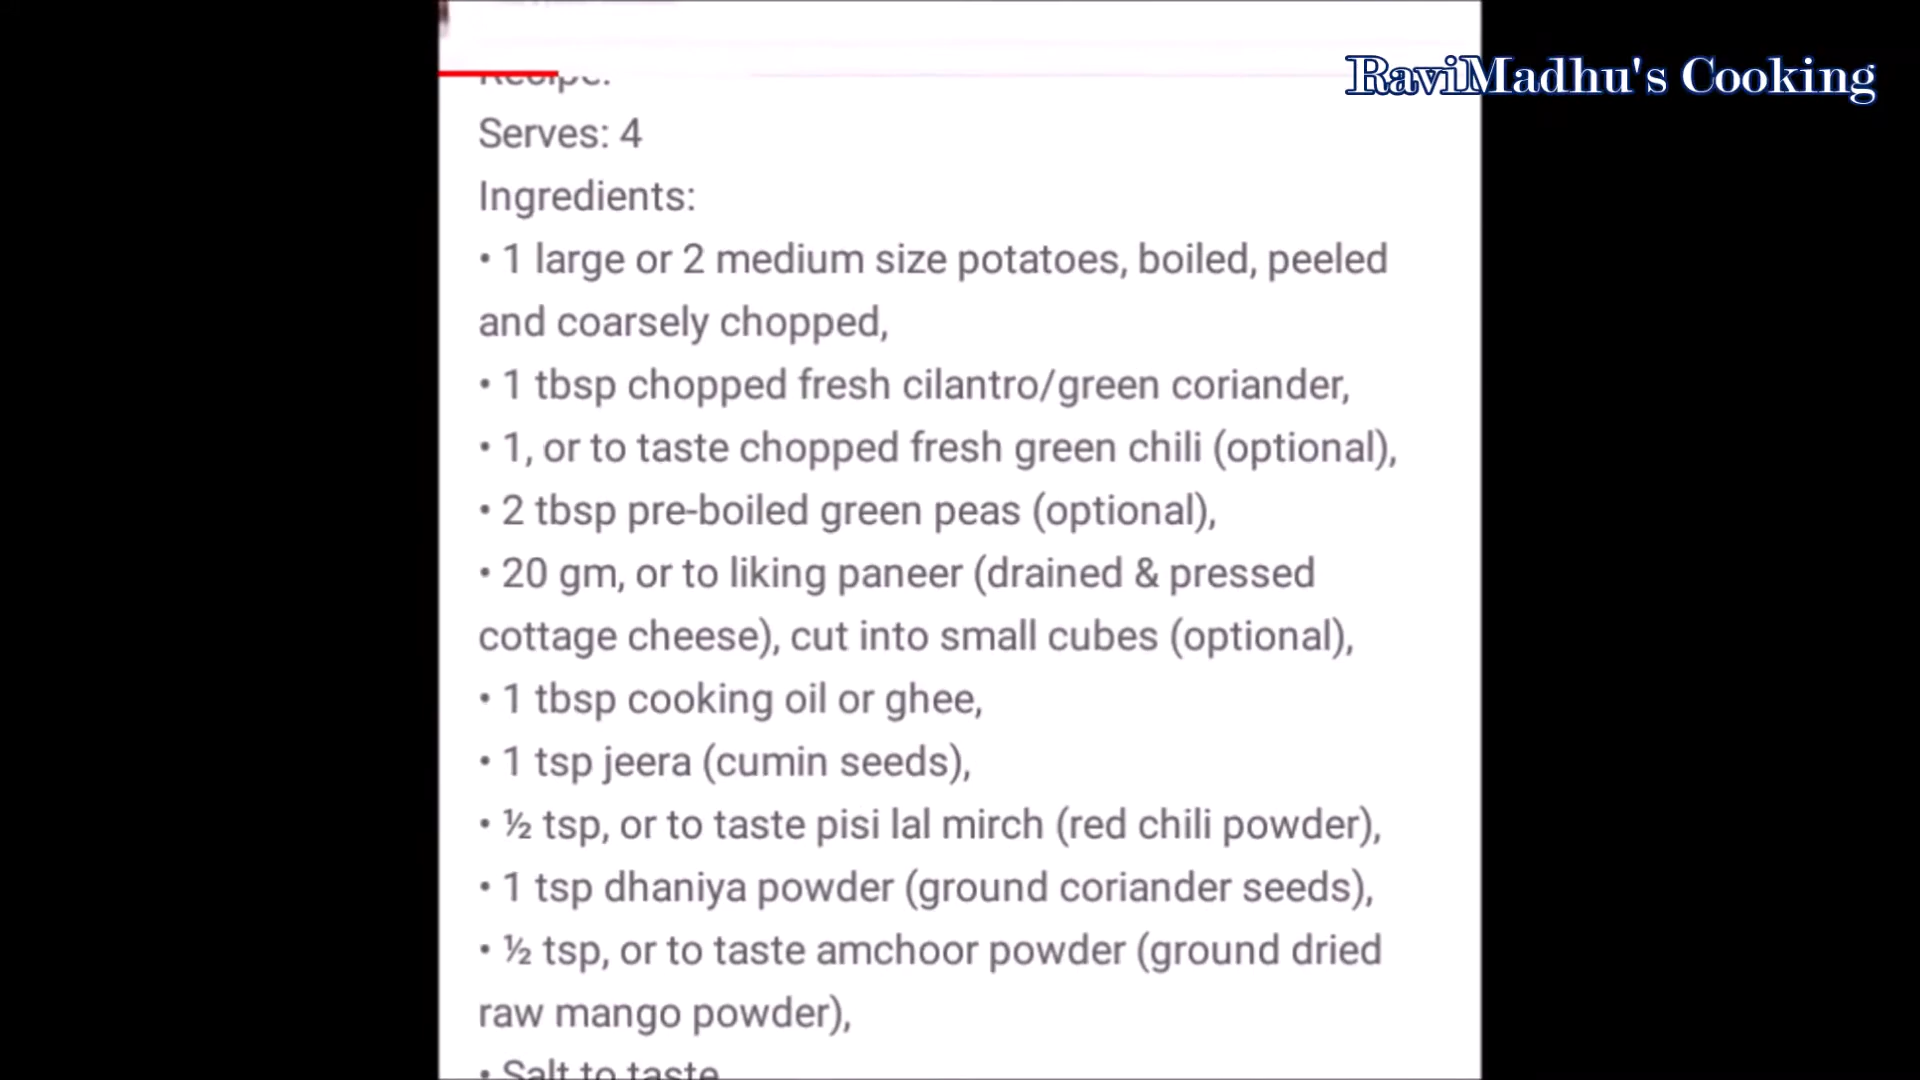 RaviMadhu's Cooking
Recipe:
Serves: 4
Ingredients:
• 1 large or 2 medium size potatoes, boiled, peeled
and coarsely chopped,
• 1 tbsp chopped fresh cilantro/green coriander,
• 1, or to taste chopped fresh green chili (optional),
• 2 tbsp pre-boiled green peas (optional),
• 20 gm, or to liking paneer (drained & pressed
cottage cheese), cut into small cubes (optional),
• 1 tbsp cooking oil or ghee,
• 1 tsp jeera (cumin seeds),
• ½ tsp, or to taste pisi lal mirch (red chili powder),
• 1 tsp dhaniya powder (ground coriander seeds),
• ½ tsp, or to taste amchoor powder (ground dried
raw mango powder),
• Salt to taste